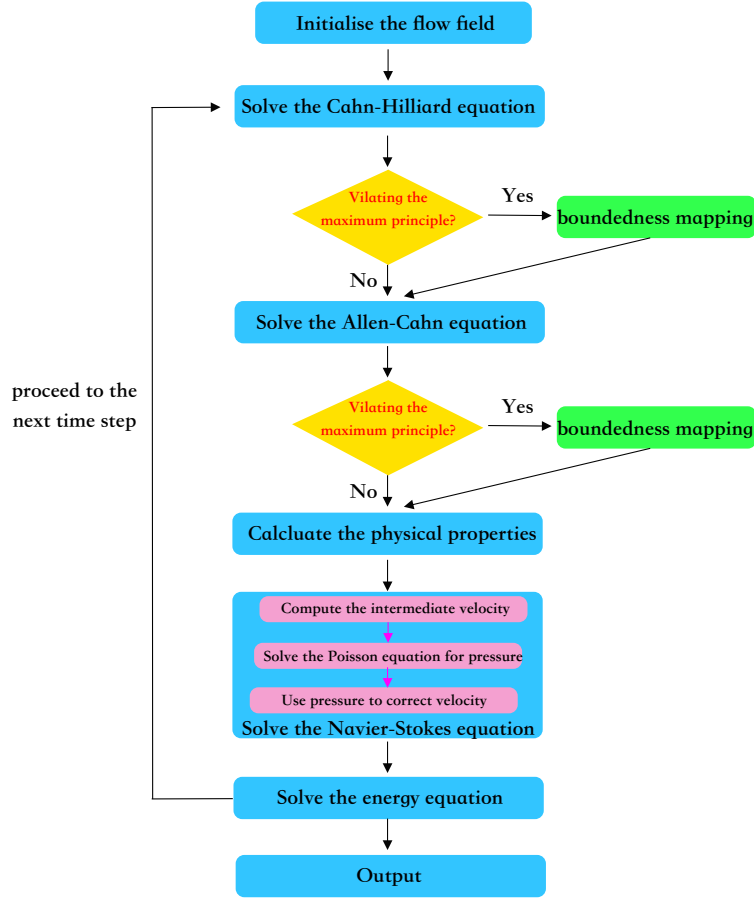 Initialise the flow field
Solve the Cahn-Hilliard equation
Vilating the
maximum principle?
Yes
boundedness mapping
No
Solve the Allen-Cahn equation
proceed to the
next time step
Vilating the
maximum principle?
Yes
boundedness mapping
No
Calcluate the physical properties
Compute the intermediate velocity
Solve the Poisson equation for pressure
Use pressure to correct velocity
Solve the Navier-Stokes equation
Solve the energy equation
Output